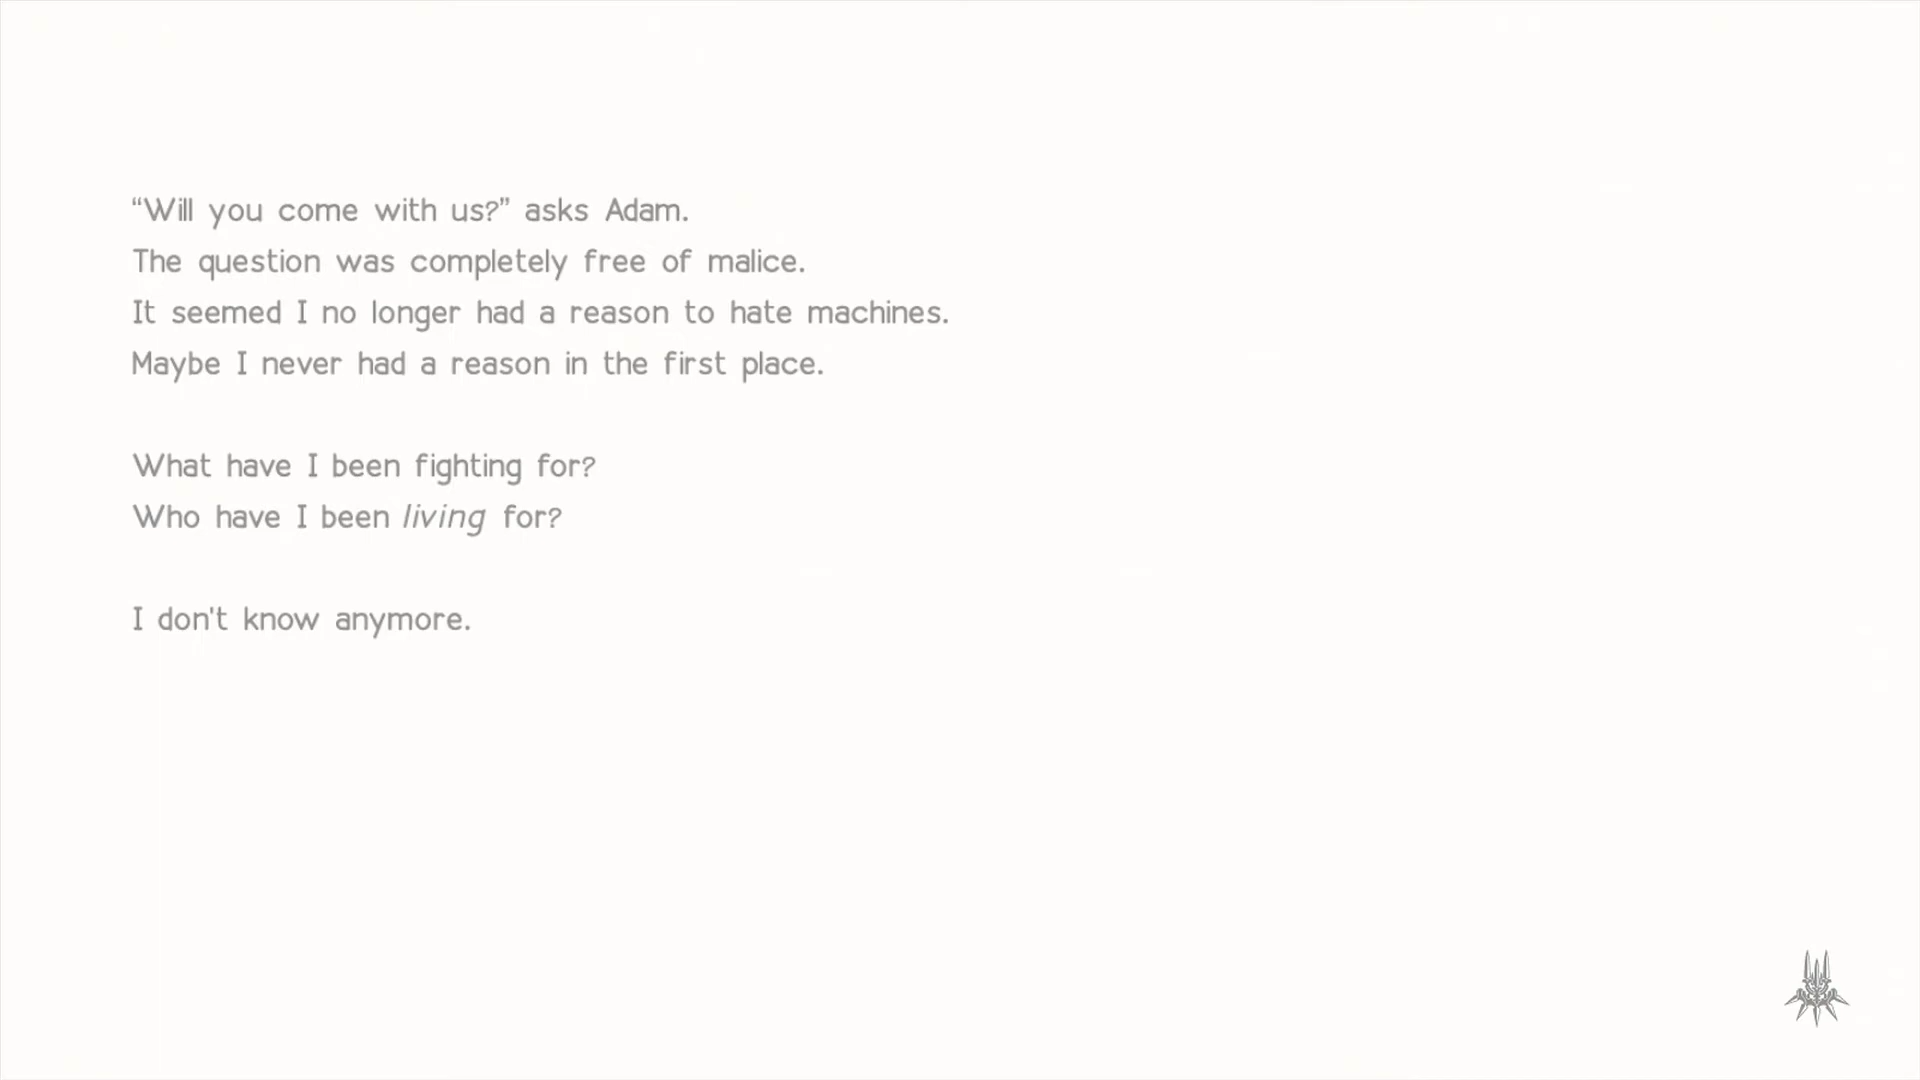 “Will you come with us?” asks Adam.
The question was completely free of malice.
It seemed I no longer had a reason to hate machines.
Maybe I never had a reason in the first place.
What have I been fighting for?
Who have I been living for?
I don't know anymore.